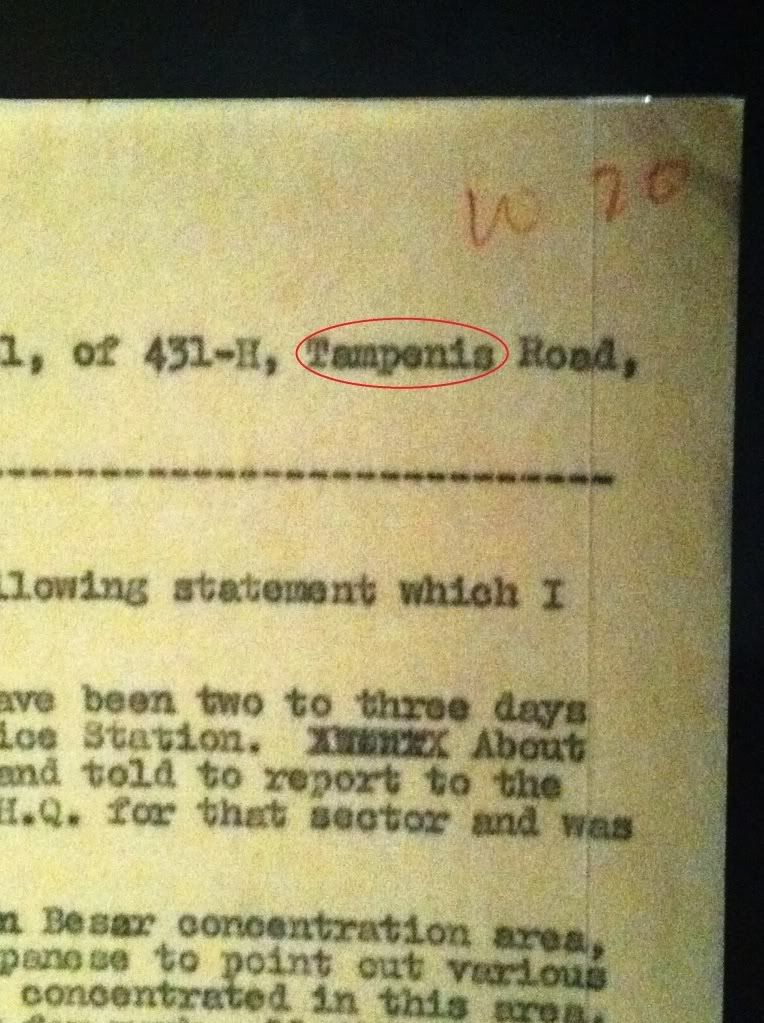 W 20
1, of 431-H, Tampenis Road,
llowing statement which I
ave been two to three days
ice Station. About
and told to report to the
H.Q. for that sector and was
n Besar concentration area,
panese to point out various
concentrated in this area.